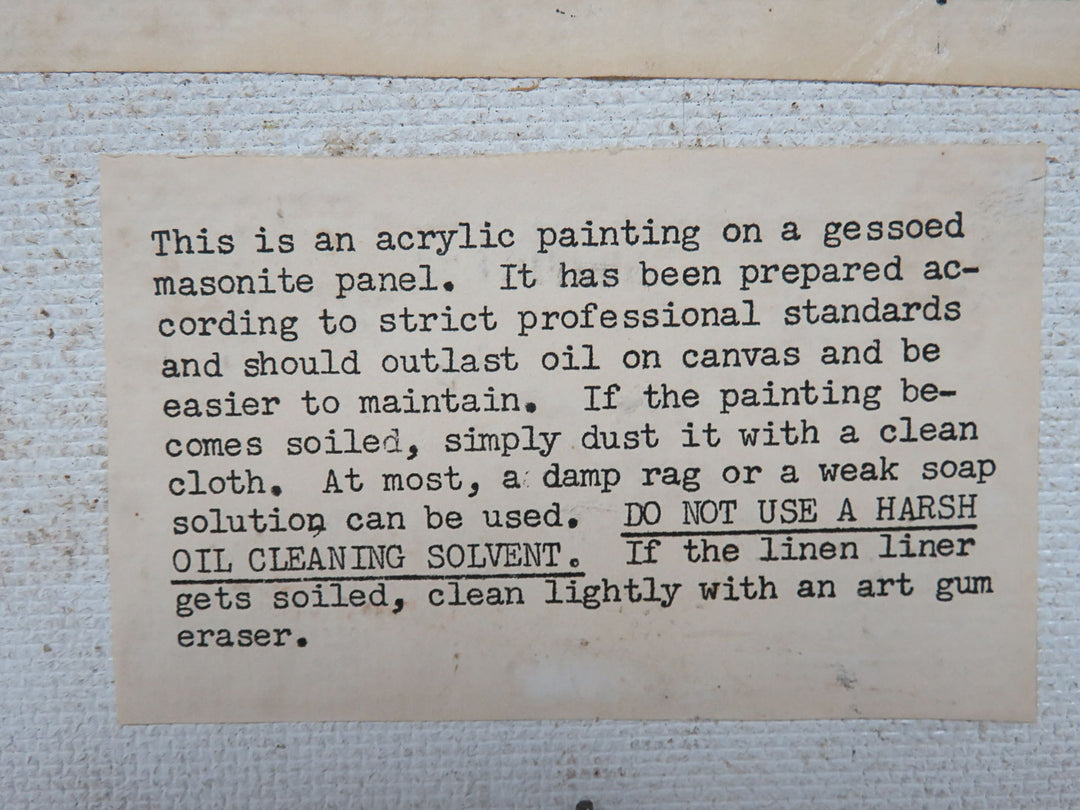 This is an acrylic painting on a gessoed
masonite panel. It has been prepared ac-
cording to strict professional standards
and should outlast oil on canvas and be
easier to maintain. If the painting be-
comes soiled, simply dust it with a clean
cloth. At most, a damp rag or a weak soap
solution can be used. DO NOT USE A HARSH
OIL CLEANING SOLVENT. If the linen liner
gets soiled, clean lightly with an art gum
eraser.